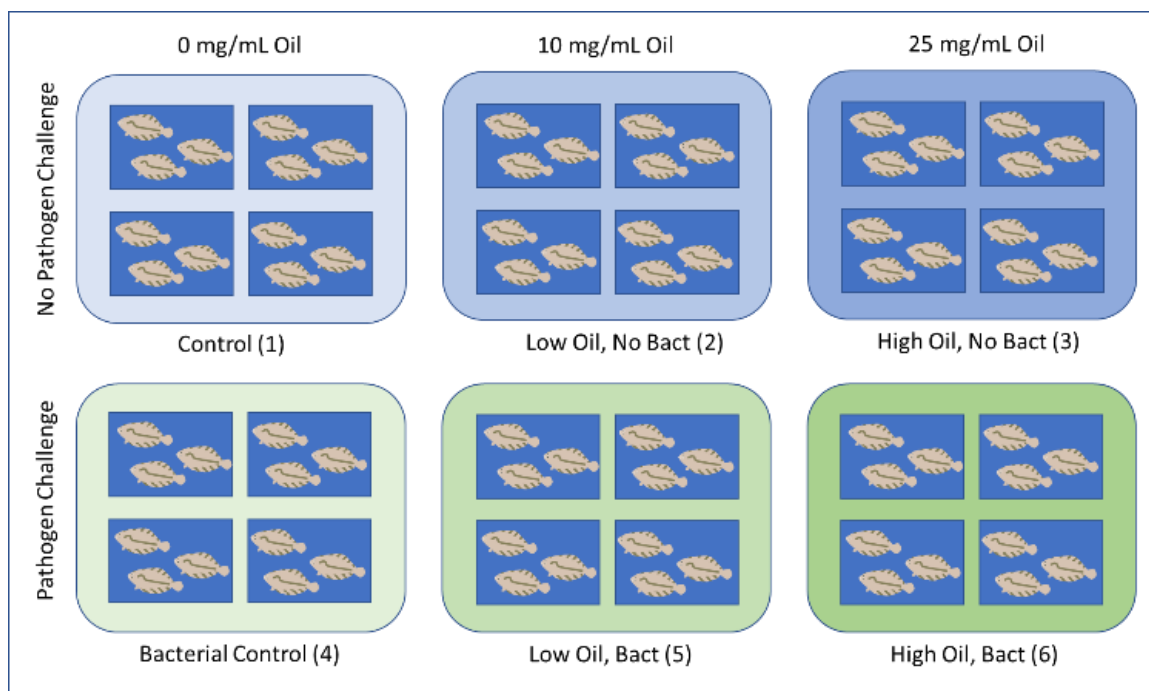 0 mg/mL Oil
10 mg/mL Oil
25 mg/mL Oil
No Pathogen Challenge
Control (1)
Low Oil, No Bact (2)
High Oil, No Bact (3)
Pathogen Challenge
Bacterial Control (4)
Low Oil, Bact (5)
High Oil, Bact (6)